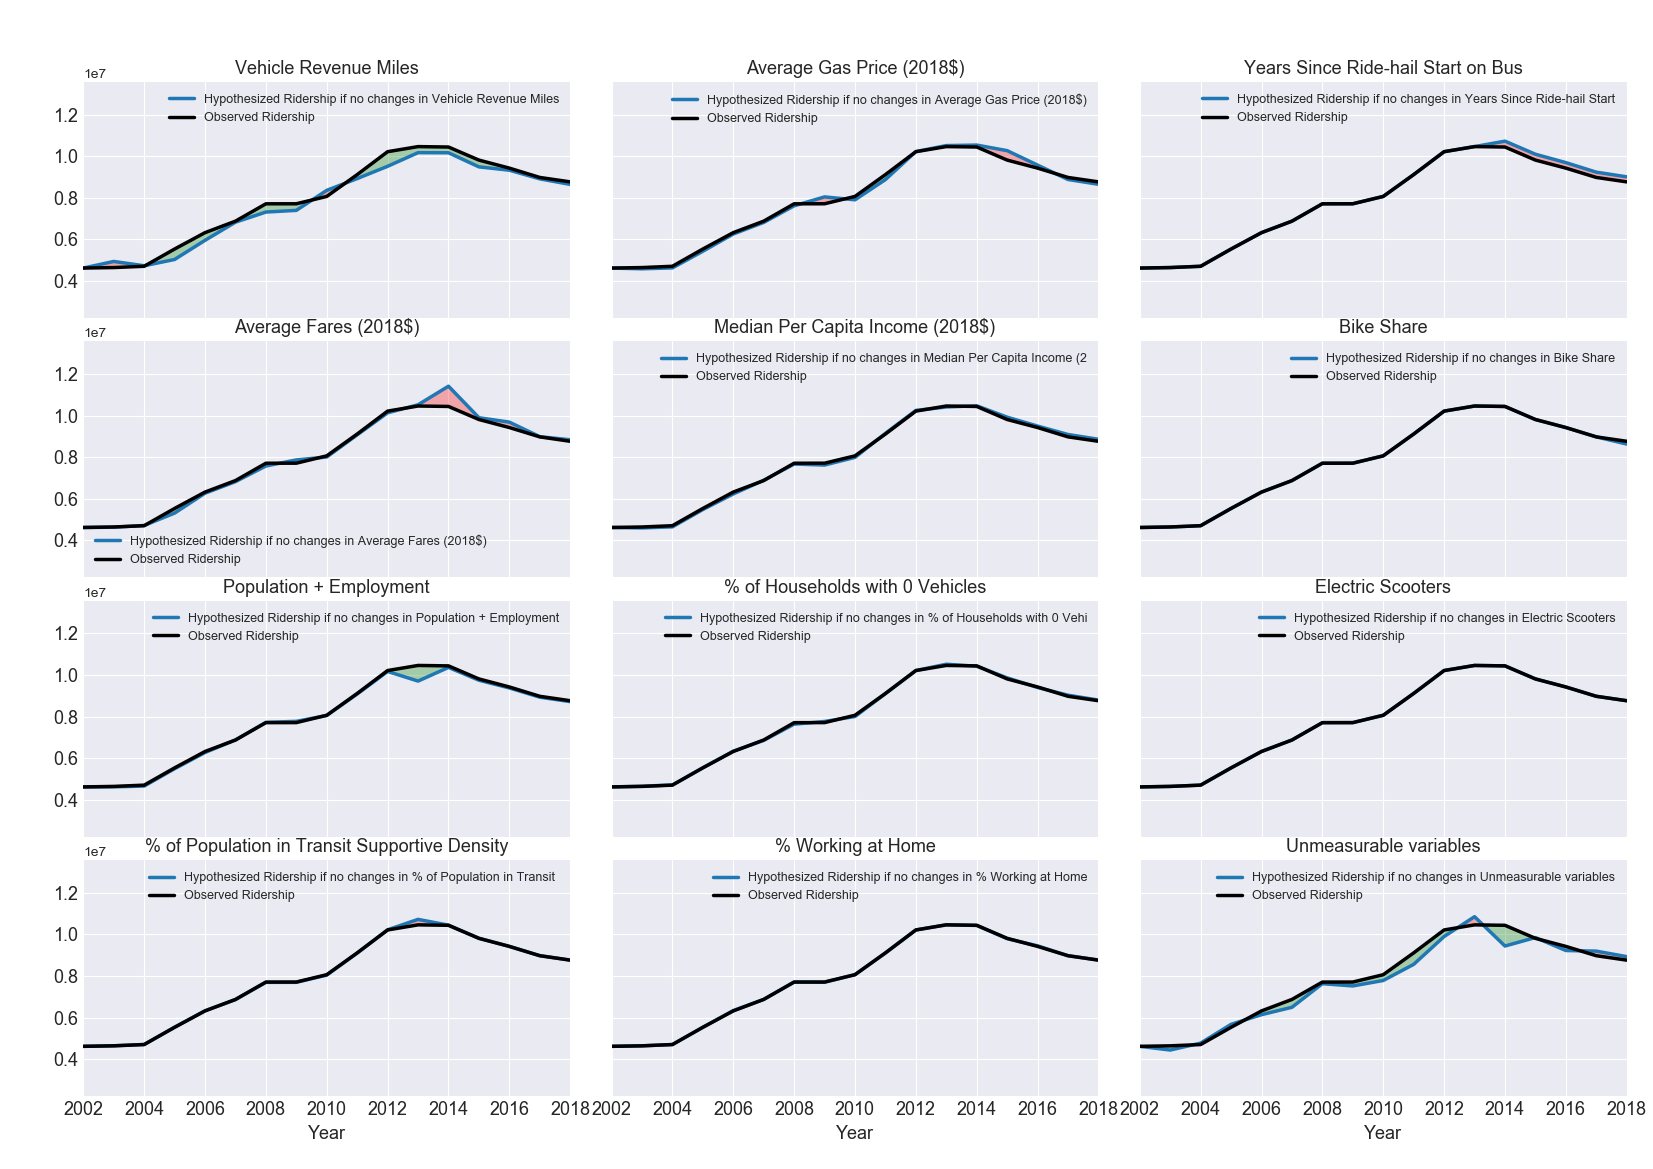 Vehicle Revenue Miles
1e7
Hypothesized Ridership if no changes in Vehicle Revenue Miles
Observed Ridership
1.2
1.0
0.8
0.6
0.4
Average Gas Price (2018$)
Hypothesized Ridership if no changes in Average Gas Price (2018$)
Observed Ridership
Years Since Ride-hail Start on Bus
Hypothesized Ridership if no changes in Years Since Ride-hail Start
Observed Ridership
Average Fares (2018$)
1e7
1.2
1.0
0.8
0.6
0.4
Hypothesized Ridership if no changes in Average Fares (2018$)
Observed Ridership
Median Per Capita Income (2018$)
Hypothesized Ridership if no changes in Median Per Capita Income (2
Observed Ridership
Bike Share
Hypothesized Ridership if no changes in Bike Share
Observed Ridership
Population + Employment
1e7
Hypothesized Ridership if no changes in Population + Employment
Observed Ridership
1.2
1.0
0.8
0.6
0.4
% of Households with 0 Vehicles
Hypothesized Ridership if no changes in % of Households with 0 Vehi
Observed Ridership
Electric Scooters
Hypothesized Ridership if no changes in Electric Scooters
Observed Ridership
% of Population in Transit Supportive Density
1e7
Hypothesized Ridership if no changes in % of Population in Transit
Observed Ridership
1.2
1.0
0.8
0.6
0.4
2002 2004 2006 2008 2010 2012 2014 2016 2018
Year
% Working at Home
Hypothesized Ridership if no changes in % Working at Home
Observed Ridership
2002 2004 2006 2008 2010 2012 2014 2016 2018
Year
Unmeasurable variables
Hypothesized Ridership if no changes in Unmeasurable variables
Observed Ridership
2002 2004 2006 2008 2010 2012 2014 2016 2018
Year